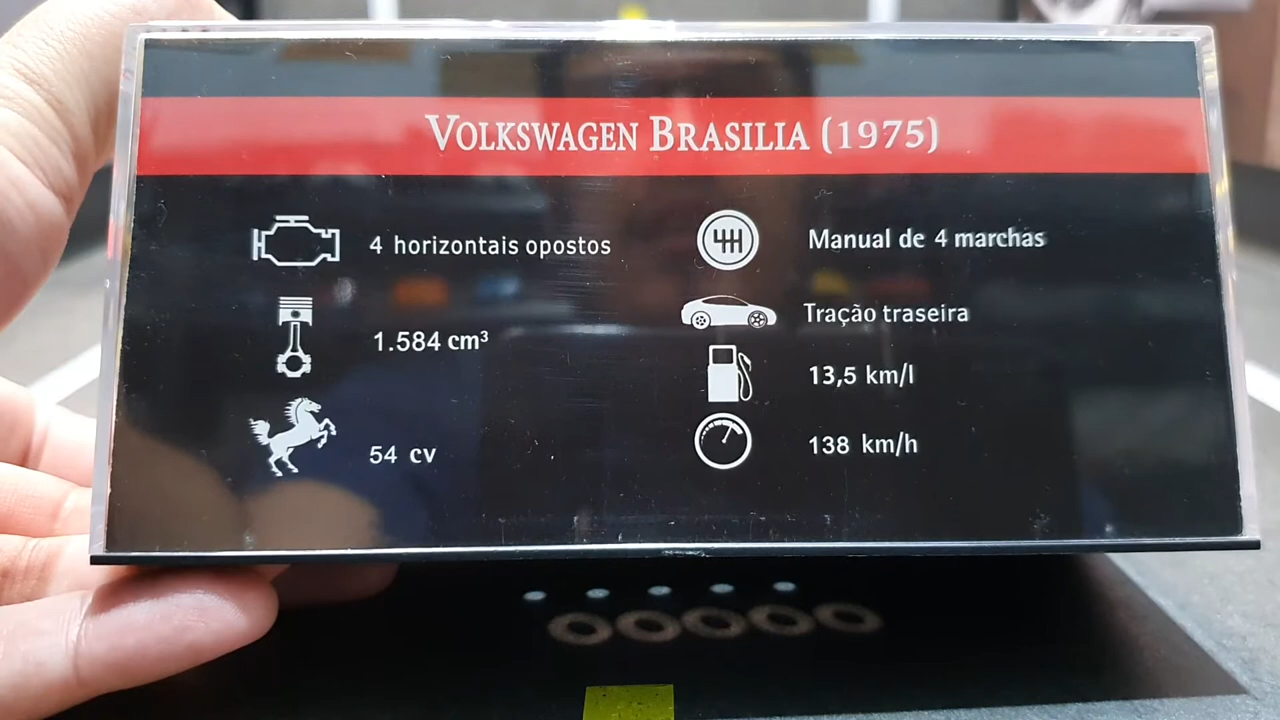 VOLKSWAGEN BRASILIA (1975)
4 horizontais opostos
1.584 cm³
54 cv
Manual de 4 marchas
Tração traseira
13,5 km/l
138 km/h